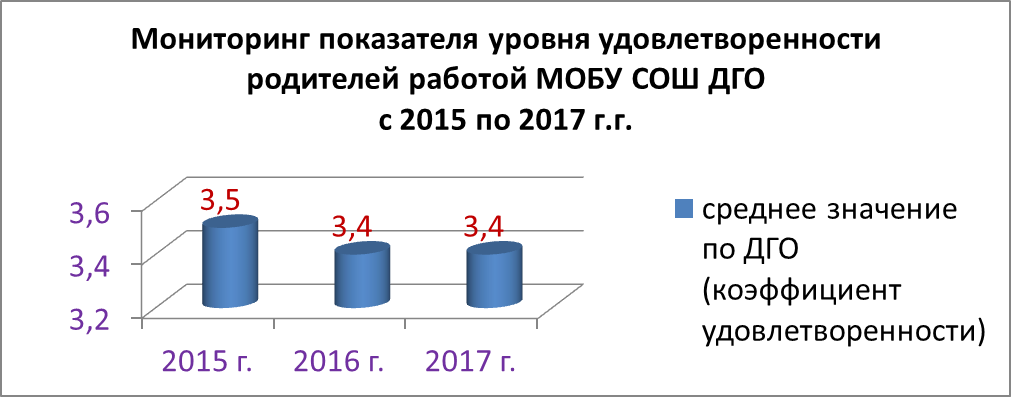 Мониторинг показателя уровня удовлетворенности
родителей работой МОБУ СОШ ДГО
с 2015 по 2017 г.г.
3,6
3,4
3,2
3,5
3,4
3,4
2015 г.
2016 г.
2017 г.
среднее значение
по ДГО
(коэффициент
удовлетворенности)